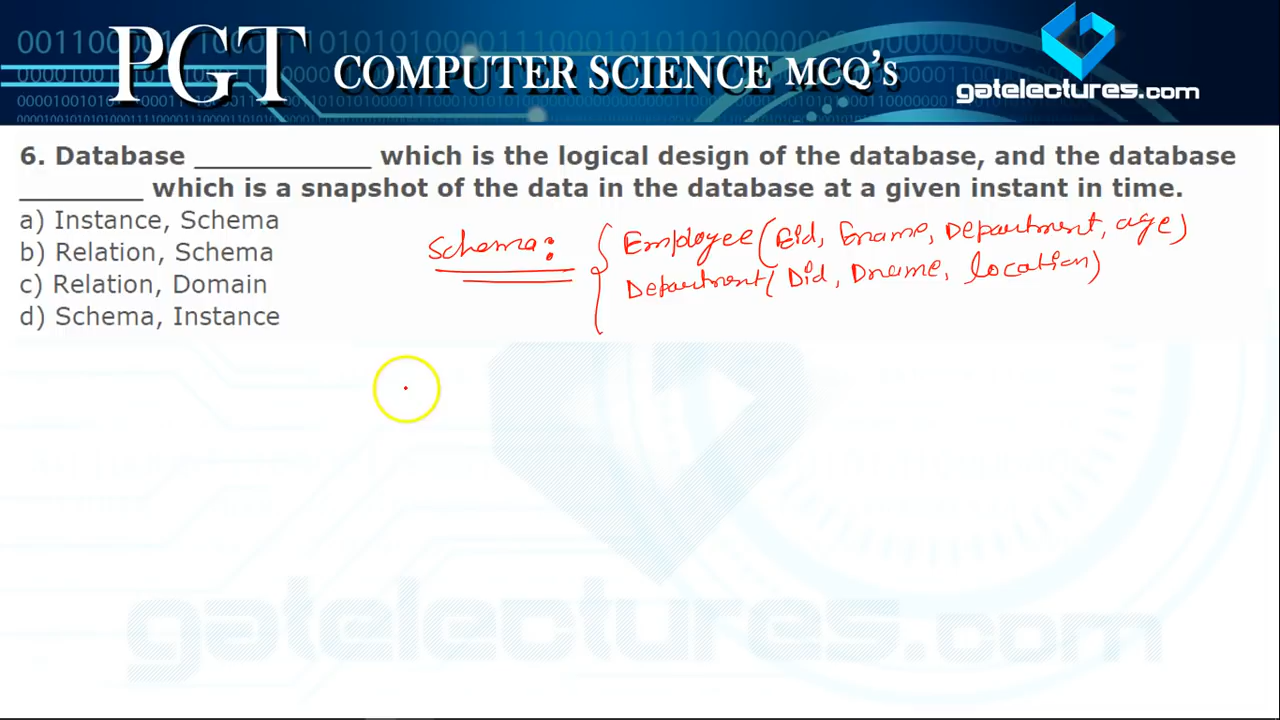 PGT COMPUTER SCIENCE MCQ's
gatelectures.com
6. Database ____________ which is the logical design of the database, and the database
_________ which is a snapshot of the data in the database at a given instant in time.
a) Instance, Schema
b) Relation, Schema
c) Relation, Domain
d) Schema, Instance
Schema:
Employee(Eid, Ename, Department, age)
Department(Did, Dname, location)
gatelectures.com